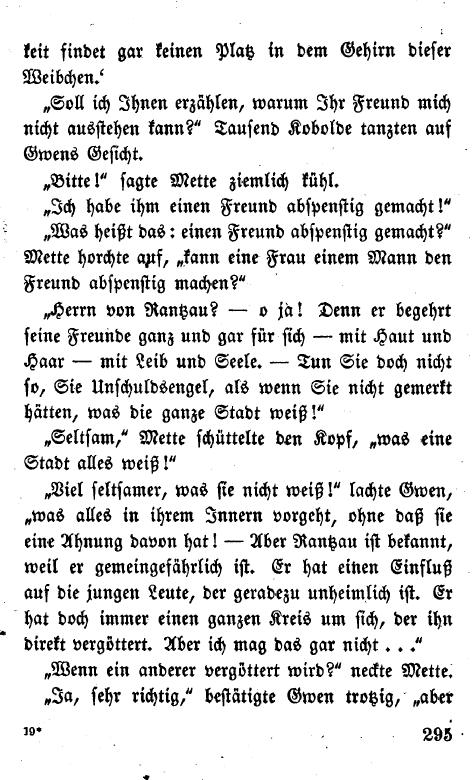 keit findet gar keinen Platz in dem Gehirn dieser
Weibchen.‘
„Soll ich Ihnen erzählen, warum Ihr Freund mich
nicht ausstehen kann?“ Tausend Kobolde tanzten auf
Gwens Gesicht.
„Bitte!“ sagte Mette ziemlich kühl.
„Ich habe ihm einen Freund abspenstig gemacht!“
„Was heißt das: einen Freund abspenstig gemacht?“
Mette horchte auf, „kann eine Frau einem Mann den
Freund abspenstig machen?“
„Herrn von Rantzau? — o ja! Denn er begehrt
seine Freunde ganz und gar für sich — mit Haut und
Haar — mit Leib und Seele. — Tun Sie doch nicht
so, Sie Unschuldsengel, als wenn Sie nicht gemerkt
hätten, was die ganze Stadt weiß!“
„Seltsam,“ Mette schüttelte den Kopf, „was eine
Stadt alles weiß!“
„Viel seltsamer, was sie nicht weiß!“ lachte Gwen,
„was alles in ihrem Innern vorgeht, ohne daß sie
eine Ahnung davon hat! — Aber Rantzau ist bekannt,
weil er gemeingefährlich ist. Er hat einen Einfluß
auf die jungen Leute, der geradezu unheimlich ist. Er
hat doch immer einen ganzen Kreis um sich, der ihn
direkt vergöttert. Aber ich mag das gar nicht . . .“
„Wenn ein anderer vergöttert wird?“ neckte Mette.
„Ja, sehr richtig,“ bestätigte Gwen trotzig, „aber
19* 295